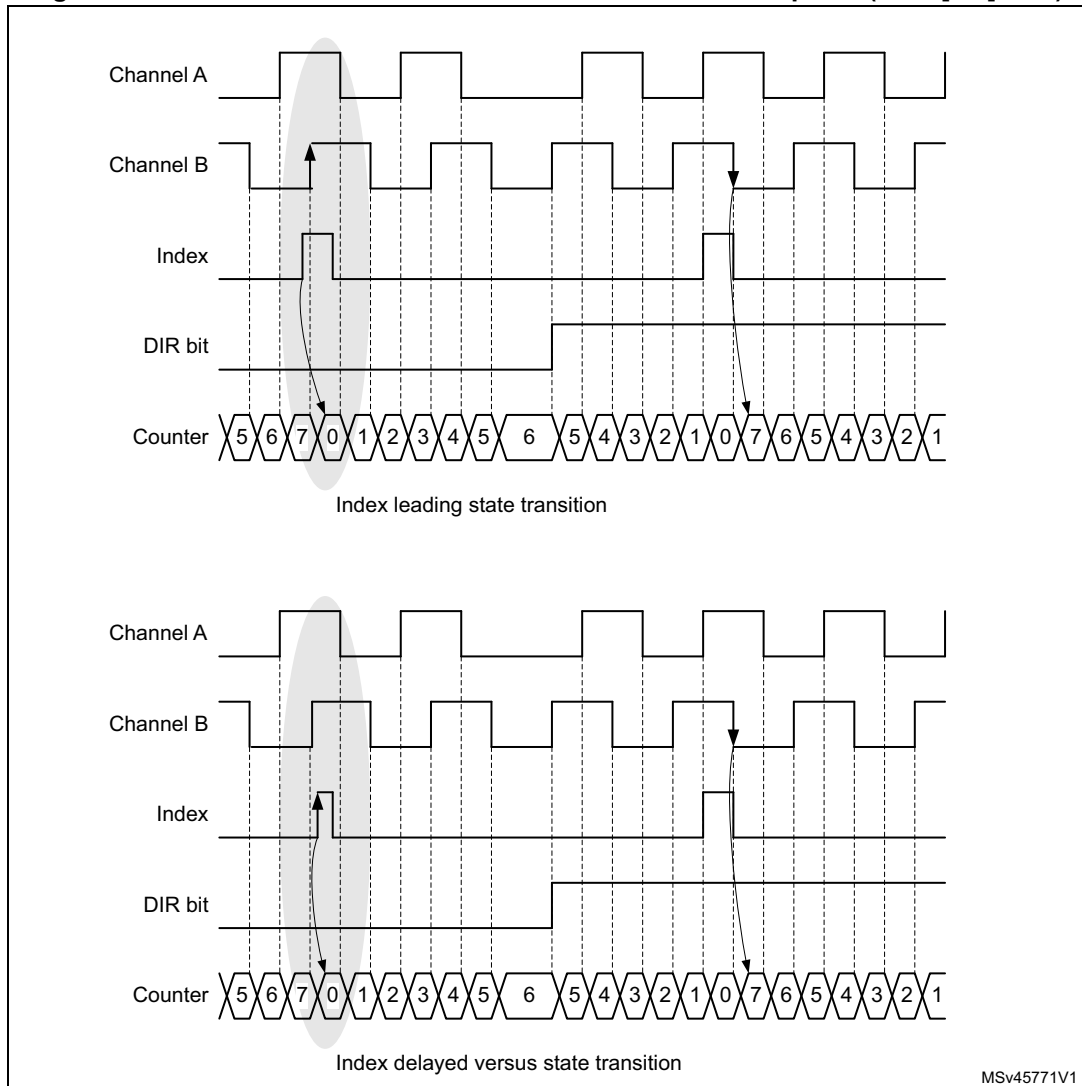 Channel A
Channel B
Index
DIR bit
Counter 5 6 7 0 1 2 3 4 5 6 5 4 3 2 1 0 7 6 5 4 3 2 1
Index leading state transition
Channel A
Channel B
Index
DIR bit
Counter 5 6 7 0 1 2 3 4 5 6 5 4 3 2 1 0 7 6 5 4 3 2 1
Index delayed versus state transition
MSv45771V1